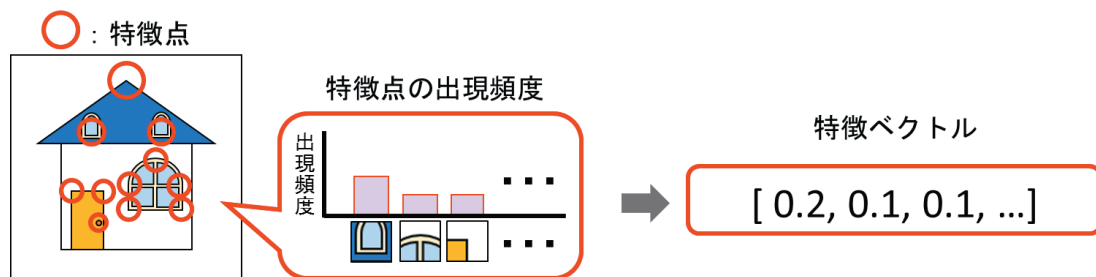 ：特徴点
特徴点の出現頻度
出現頻度
・・・
・・・
特徴ベクトル
[ 0.2, 0.1, 0.1, ...]